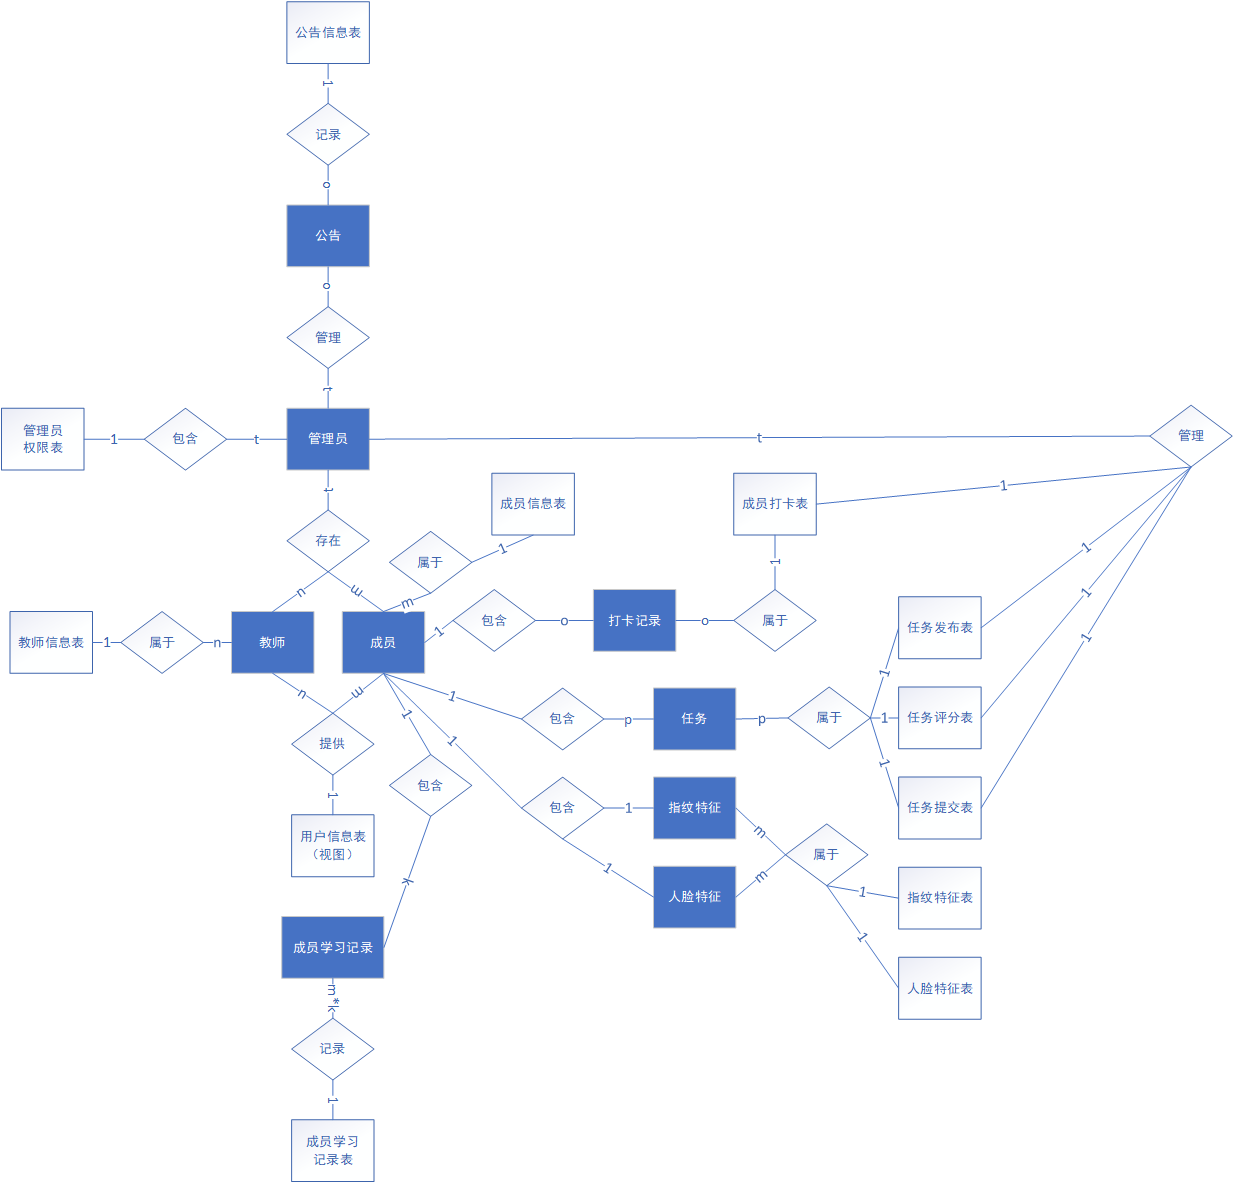 公告信息表
1
记录
o
公告
o
管理
t
管理员
权限表
1
包含
t
管理员
t
管理
t
存在
n
m
属于
1
成员信息表
m
成员打卡表
1
1
教师信息表
1
属于
n
教师
成员
1
包含
o
打卡记录
o
属于
1
1
1
任务发布表
n
m
提供
1
用户信息表
（视图）
1
包含
p
任务
p
属于
1
1
1
任务评分表
任务提交表
1
包含
k
1
包含
1
指纹特征
m
1
人脸特征
m
属于
1
指纹特征表
1
人脸特征表
成员学习记录
m*k
记录
1
成员学习
记录表